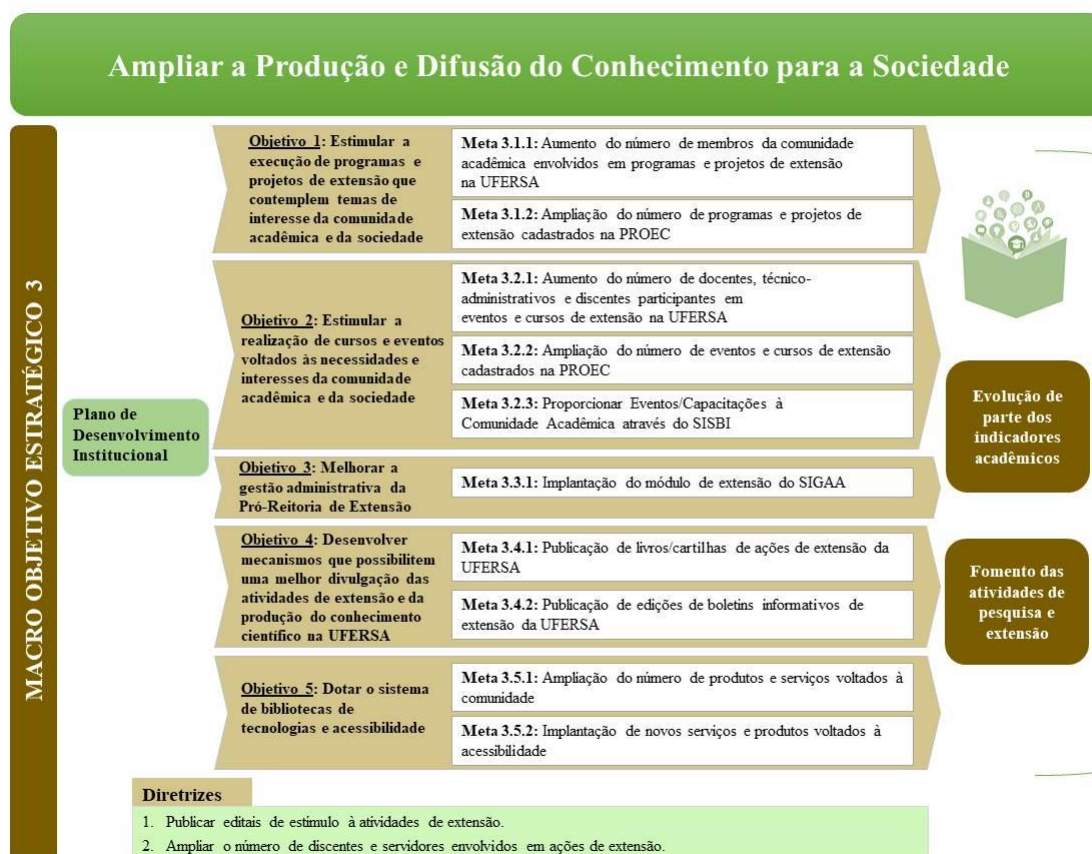 Ampliar a Produção e Difusão do Conhecimento para a Sociedade
MACRO OBJETIVO ESTRATÉGICO 3
Plano de
Desenvolvimento
Institucional
Objetivo 1: Estimular a
execução de programas e
projetos de extensão que
contemplem temas de
interesse da comunidade
acadêmica e da sociedade
Meta 3.1.1: Aumento do número de membros da comunidade
acadêmica envolvidos em programas e projetos de extensão
na UFERSA
Meta 3.1.2: Ampliação do número de programas e projetos de
extensão cadastrados na PROEC
Objetivo 2: Estimular a
realização de cursos e eventos
voltados às necessidades e
interesses da comunidade
acadêmica e da sociedade
Meta 3.2.1: Aumento do número de docentes, técnico-
administrativos e discentes participantes em
eventos e cursos de extensão na UFERSA
Meta 3.2.2: Ampliação do número de eventos e cursos de extensão
cadastrados na PROEC
Meta 3.2.3: Proporcionar Eventos/Capacitações à
Comunidade Acadêmica através do SISBI
Objetivo 3: Melhorar a
gestão administrativa da
Pró-Reitoria de Extensão
Meta 3.3.1: Implantação do módulo de extensão do SIGAA
Objetivo 4: Desenvolver
mecanismos que possibilitem
uma melhor divulgação das
atividades de extensão e da
produção do conhecimento
científico na UFERSA
Meta 3.4.1: Publicação de livros/cartilhas de ações de extensão da
UFERSA
Meta 3.4.2: Publicação de edições de boletins informativos de
extensão da UFERSA
Objetivo 5: Dotar o sistema
de bibliotecas de
tecnologias e acessibilidade
Meta 3.5.1: Ampliação do número de produtos e serviços voltados à
comunidade
Meta 3.5.2: Implantação de novos serviços e produtos voltados à
acessibilidade
Evolução de
parte dos
indicadores
acadêmicos
Fomento das
atividades de
pesquisa e
extensão
Diretrizes
1. Publicar editais de estímulo à atividades de extensão.
2. Ampliar o número de discentes e servidores envolvidos em ações de extensão.